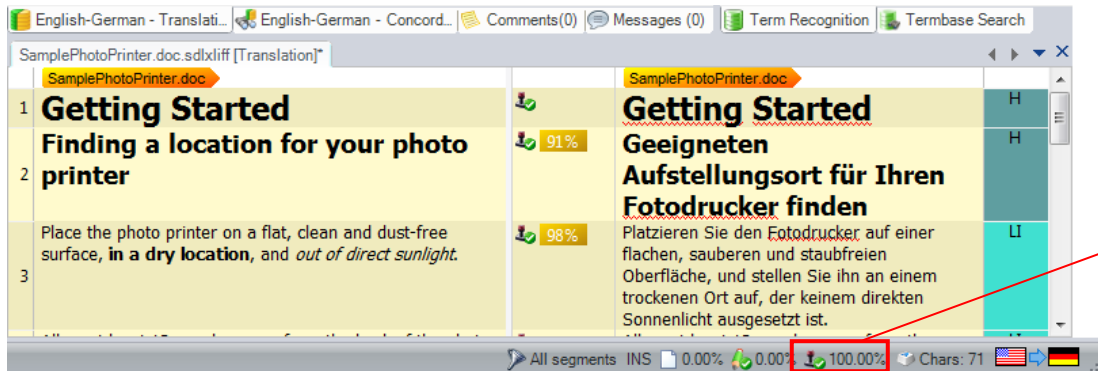 English-German - Translati... English-German - Concord... Comments(0) Messages (0) Term Recognition Termbase Search
SamplePhotoPrinter.doc.sdlxliff [Translation]*
SamplePhotoPrinter.doc SamplePhotoPrinter.doc
1 Getting Started Getting Started H
2 Finding a location for your photo
printer
91% Geeigneten
Aufstellungsort für Ihren
Fotodrucker finden
H
3 Place the photo printer on a flat, clean and dust-free
surface, in a dry location, and out of direct sunlight.
98% Platzieren Sie den Fotodrucker auf einer
flachen, sauberen und staubfreien
Oberfläche, und stellen Sie ihn an einem
trockenen Ort auf, der keinem direkten
Sonnenlicht ausgesetzt ist.
LI
All segments INS 0.00% 0.00% 100.00% Chars: 71